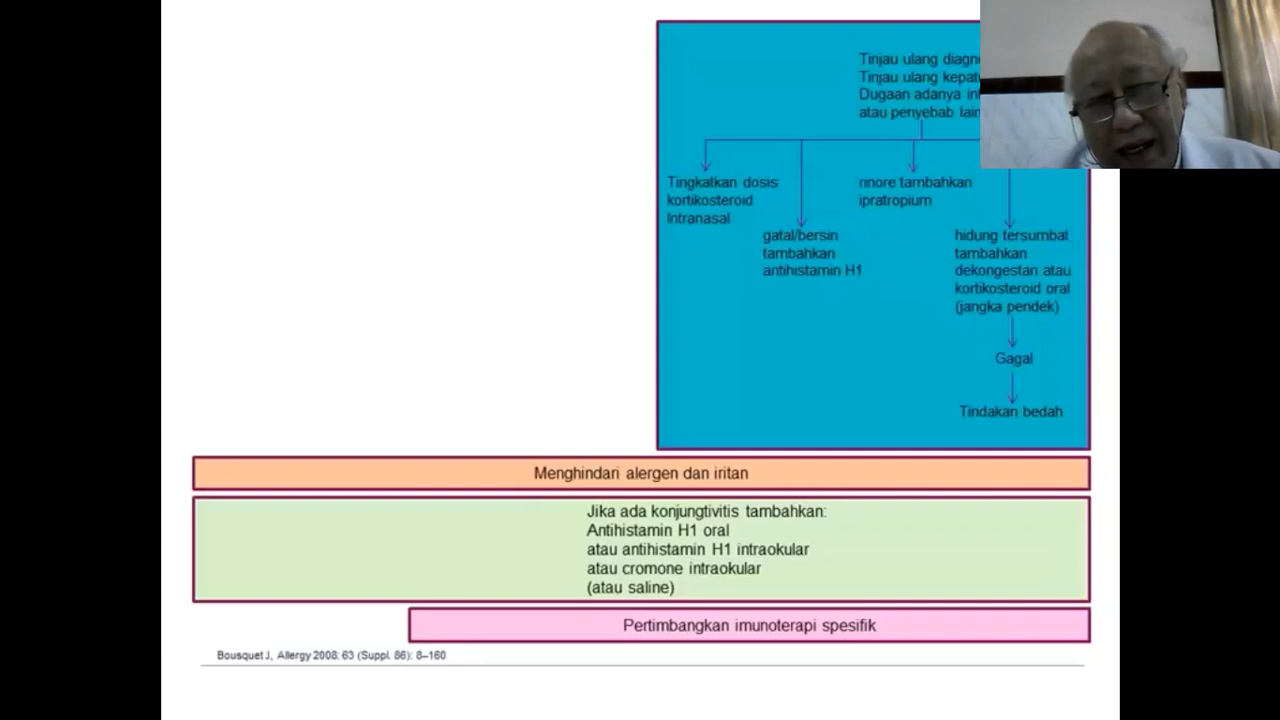 Tinjau ulang
Tinjau ulang
Dugaan adanya
atau penyebab lain
Tingkatkan dosis
kortikosteroid
Intranasal
gatal/bersin
tambahkan
antihistamin H1
rinore tambahkan
ipratropium
hidung tersumbat
tambahkan
dekongestan atau
kortikosteroid oral
(jangka pendek)
Gagal
Tindakan bedah
Menghindari alergen dan iritan
Jika ada konjungtivitis tambahkan:
Antihistamin H1 oral
atau antihistamin H1 intraokular
atau cromone intraokular
(atau saline)
Pertimbangkan imunoterapi spesifik
Bousquet J, Allergy 2008: 63 (Suppl. 86): 8–160